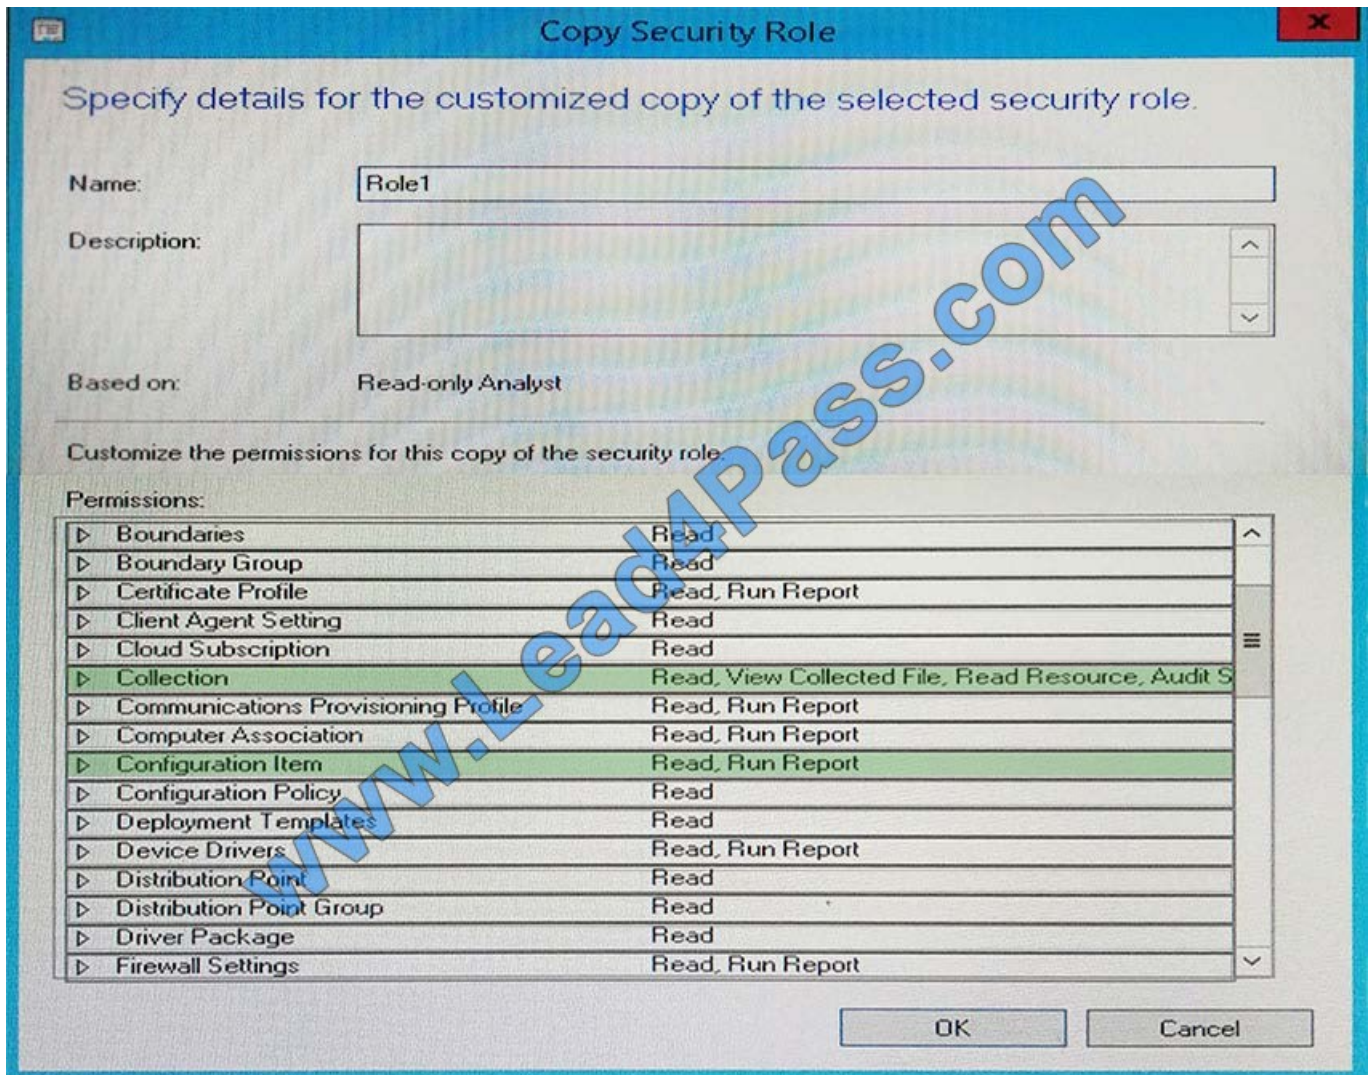 Copy Security Role
x
Specify details for the customized copy of the selected security role.
Name: Role1
Description:
Based on: Read-only Analyst
Customize the permissions for this copy of the security role.
Permissions:
Boundaries Read
Boundary Group Read
Certificate Profile Read, Run Report
Client Agent Setting Read
Cloud Subscription Read
Collection Read, View Collected File, Read Resource, Audit S
Communications Provisioning Profile Read, Run Report
Computer Association Read, Run Report
Configuration Item Read, Run Report
Configuration Policy Read
Deployment Templates Read
Device Drivers Read, Run Report
Distribution Point Read
Distribution Point Group Read
Driver Package Read
Firewall Settings Read, Run Report
OK Cancel
www.Lead4Pass.com